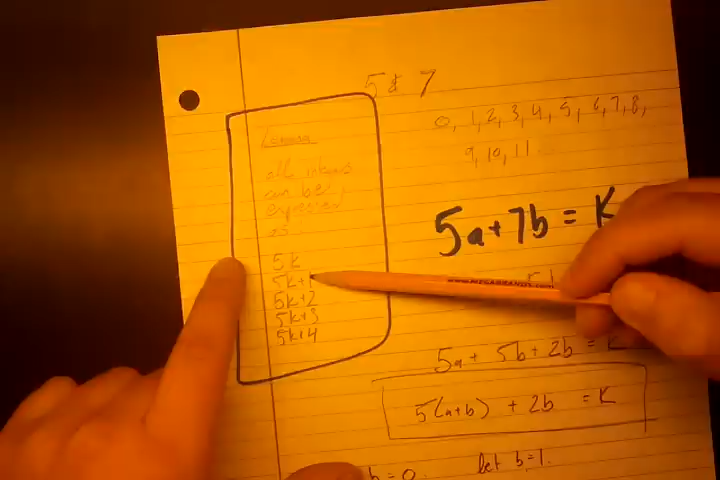 5 & 7
0, 1, 2, 3, 4, 5, 6, 7, 8,
9, 10, 11
Lemma
all
can be
expressed
as
5k
5k+1
5k+2
5k+3
5k+4
5a+7b = K
5a + 5b + 2b = K
5(a+b) + 2b = K
b = 0
let b=1.